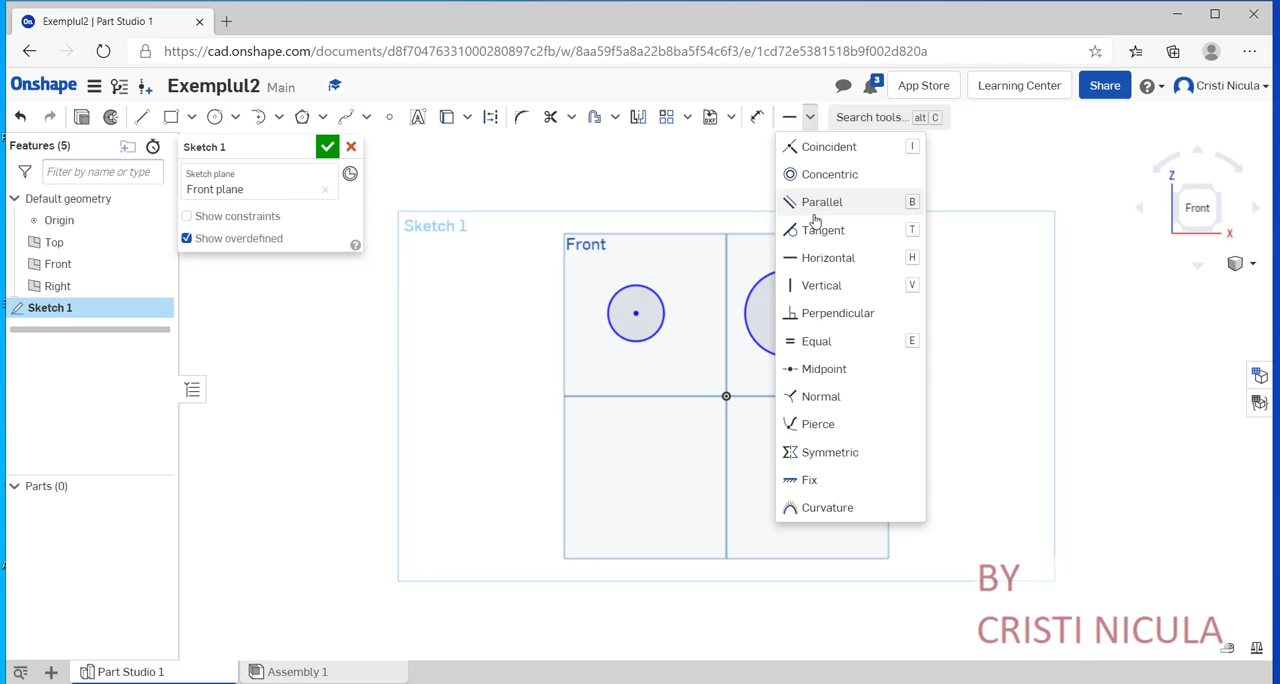 Exemplul2 | Part Studio 1
https://cad.onshape.com/documents/d8f70476331000280897c2fb/w/8aa59f5a8a22b8ba5f54c6f3/e/1cd72e5381518b9f002d820a
Onshape Exemplul2 Main 3 App Store Learning Center Share Cristi Nicula
Search tools... alt C
Features (5)
Filter by name or type
Default geometry
Origin
Top
Front
Right
Sketch 1
Parts (0)
Sketch 1
Sketch plane
Front plane
Show constraints
Show overdefined
Sketch 1
Front
Coincident I
Concentric
Parallel B
Tangent T
Horizontal H
Vertical V
Perpendicular
Equal E
Midpoint
Normal
Pierce
Symmetric
Fix
Curvature
Z
Front
X
BY
CRISTI NICULA
Part Studio 1 Assembly 1